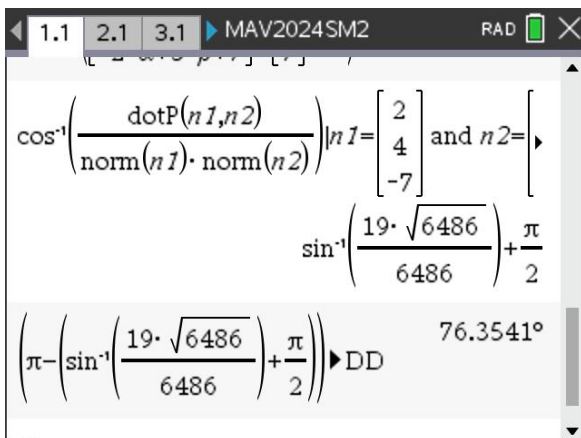 1.1 2.1 3.1 MAV2024SM2 RAD
cos⁻¹(dotP(n1,n2)/(norm(n1)·norm(n2)))|n1=[2 4 -7] and n2=[
sin⁻¹(19·√6486/6486)+π/2
(π-(sin⁻¹(19·√6486/6486)+π/2))▶DD 76.3541°